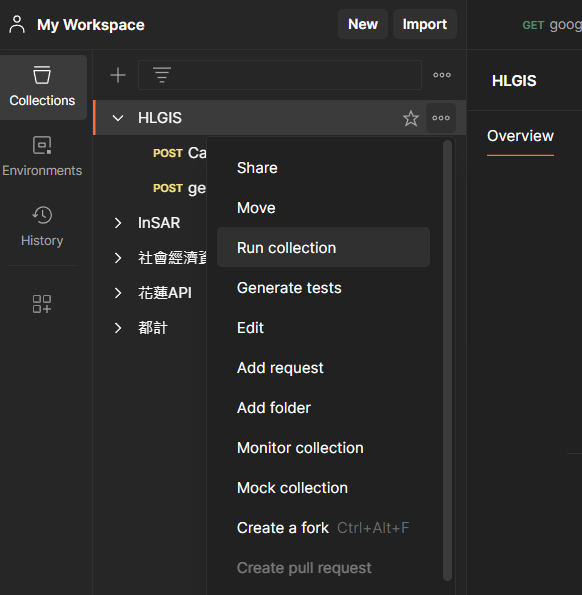 My Workspace
New
Import
GET goog
Collections
HLGIS
HLGIS
POST Ca
Overview
Environments
Share
POST ge
Move
History
InSAR
Run collection
社會經濟資
Generate tests
花蓮API
Edit
都計
Add request
Add folder
Monitor collection
Mock collection
Create a fork Ctrl+Alt+F
Create pull request